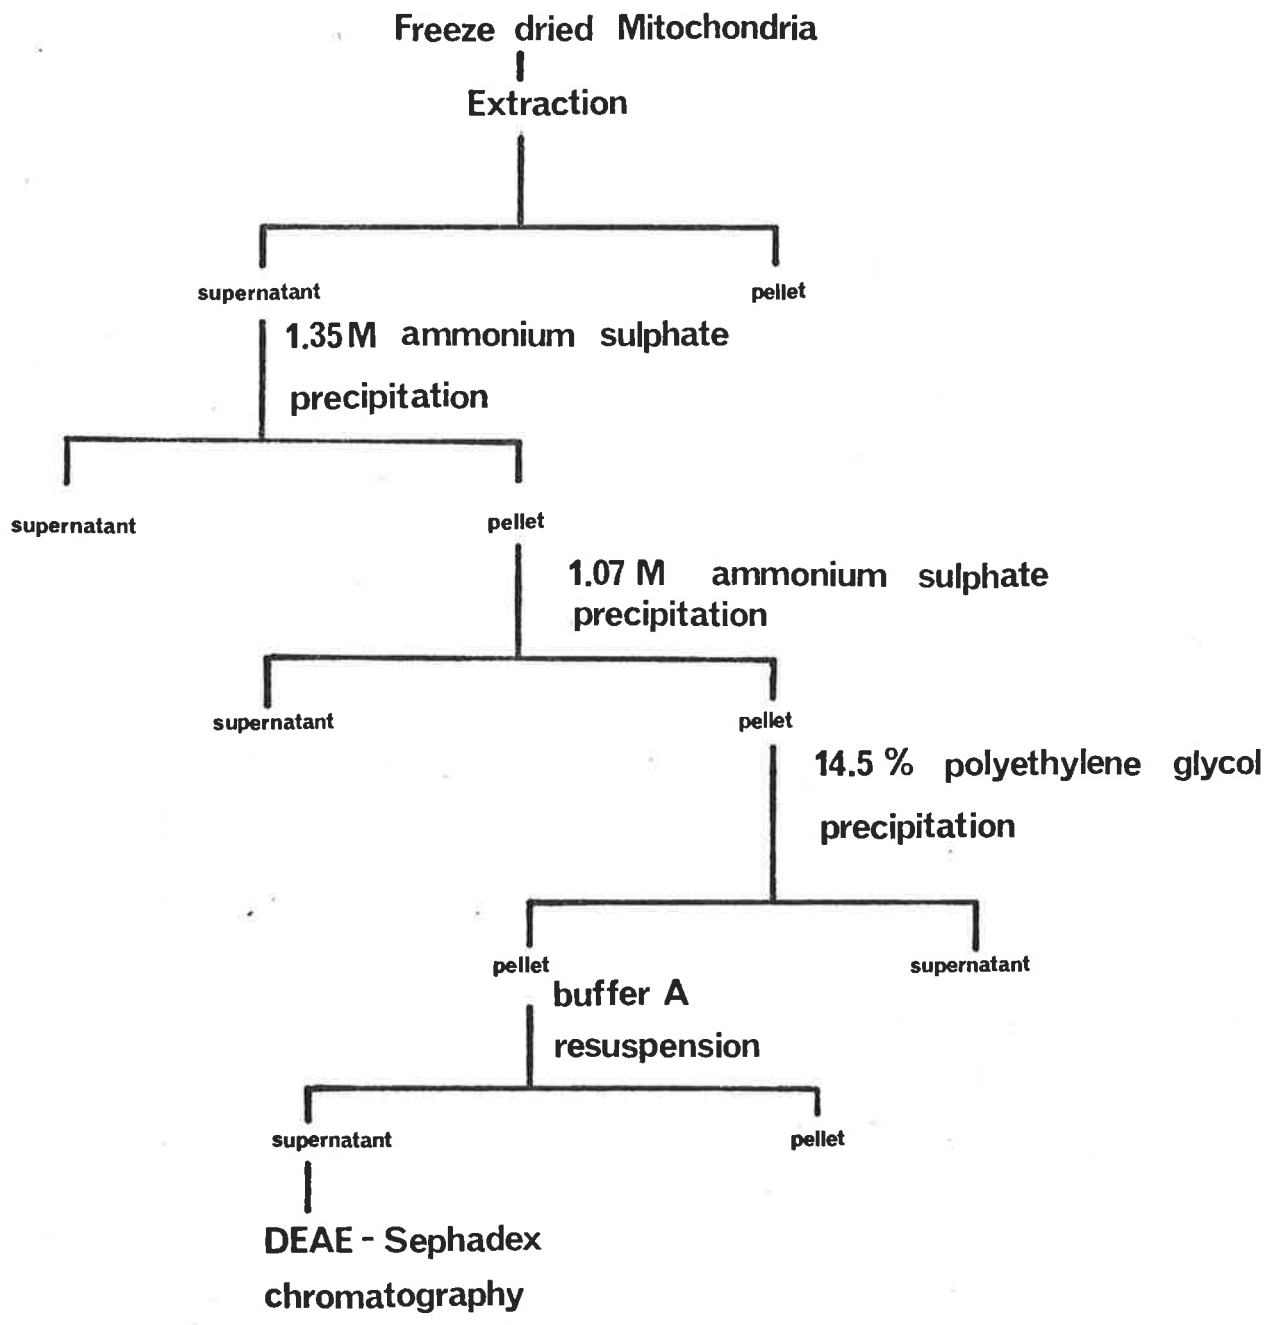 Freeze dried Mitochondria
Extraction
supernatant pellet
1.35 M ammonium sulphate
precipitation
supernatant pellet
1.07 M ammonium sulphate
precipitation
supernatant pellet
14.5 % polyethylene glycol
precipitation
pellet supernatant
buffer A
resuspension
supernatant pellet
DEAE - Sephadex
chromatography